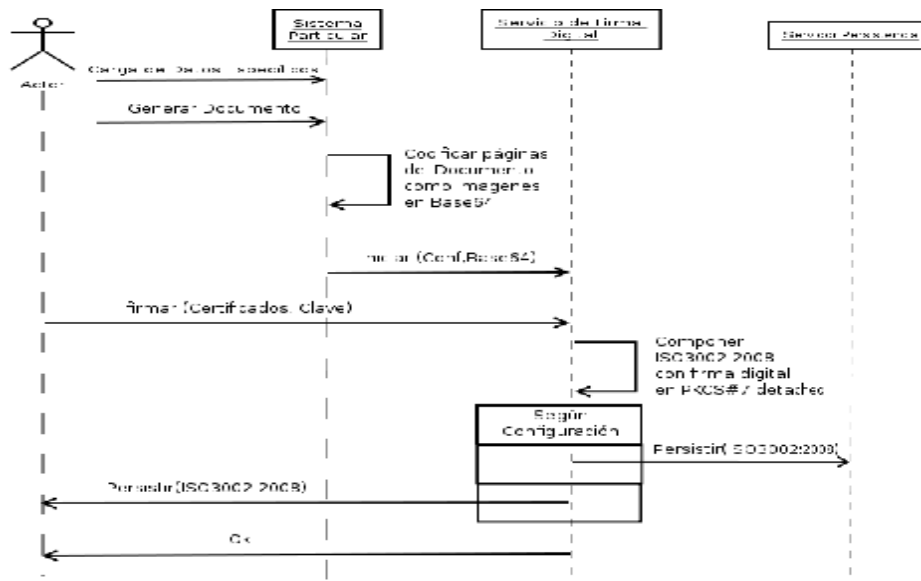 Sistema
Particular
Servicio de Firma
Digital
Servicio Persistencia
Actor
Carga de Datos Específicos
Generar Documento
Codificar páginas
del Documento
como imagenes
en Base64
Iniciar (Conf,Base64)
firmar (Certificados, Clave)
Componer
ISO3002:2008
con firma digital
en PKCS#7 detached
Según
Configuración
Persistir(ISO3002:2008)
Persistir(ISO3002:2008)
Ok